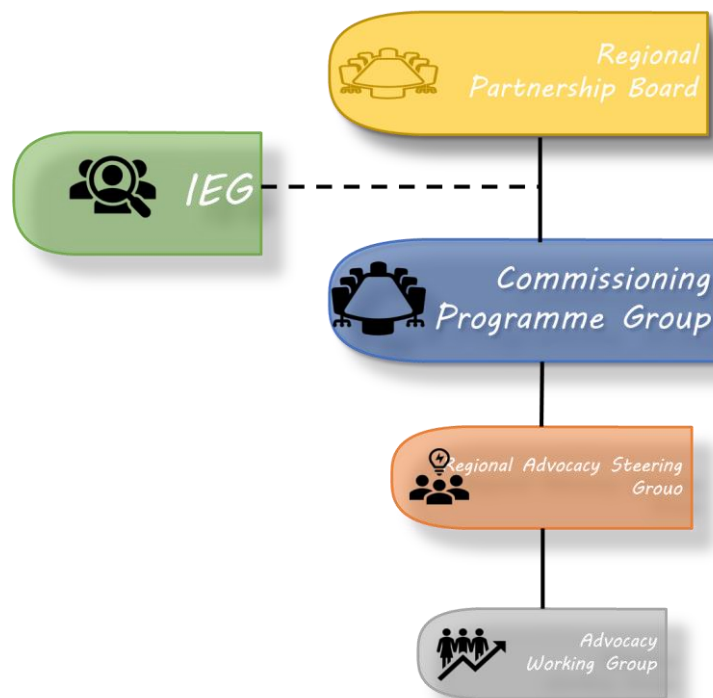 Regional
Partnership Board
IEG
Commissioning
Programme Group
Regional Advocacy Steering
Grouo
Advocacy
Working Group